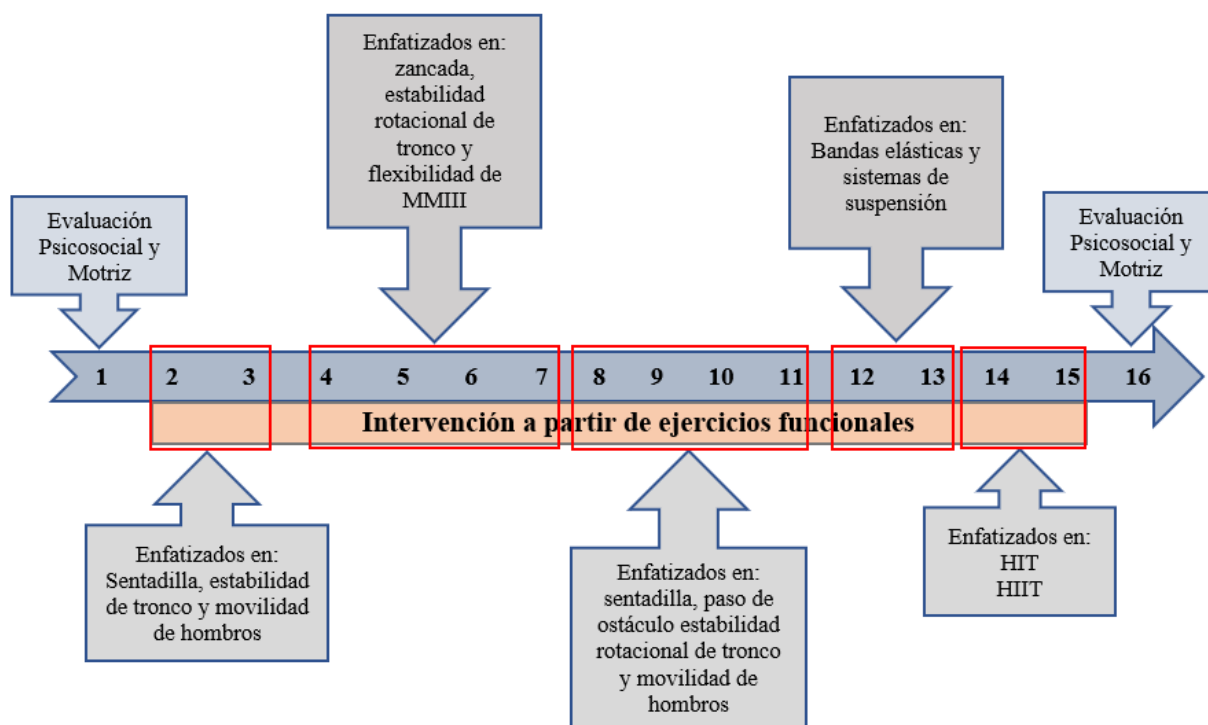 Enfatizados en:
zancada,
estabilidad
rotacional de
tronco y
flexibilidad de
MMIII
Enfatizados en:
Bandas elásticas y
sistemas de
suspensión
Evaluación
Psicosocial y
Motriz
Evaluación
Psicosocial y
Motriz
1 2 3 4 5 6 7 8 9 10 11 12 13 14 15 16
Intervención a partir de ejercicios funcionales
Enfatizados en:
Sentadilla, estabilidad
de tronco y movilidad
de hombros
Enfatizados en:
sentadilla, paso de
ostáculo estabilidad
rotacional de tronco
y movilidad de
hombros
Enfatizados en:
HIT
HIIT